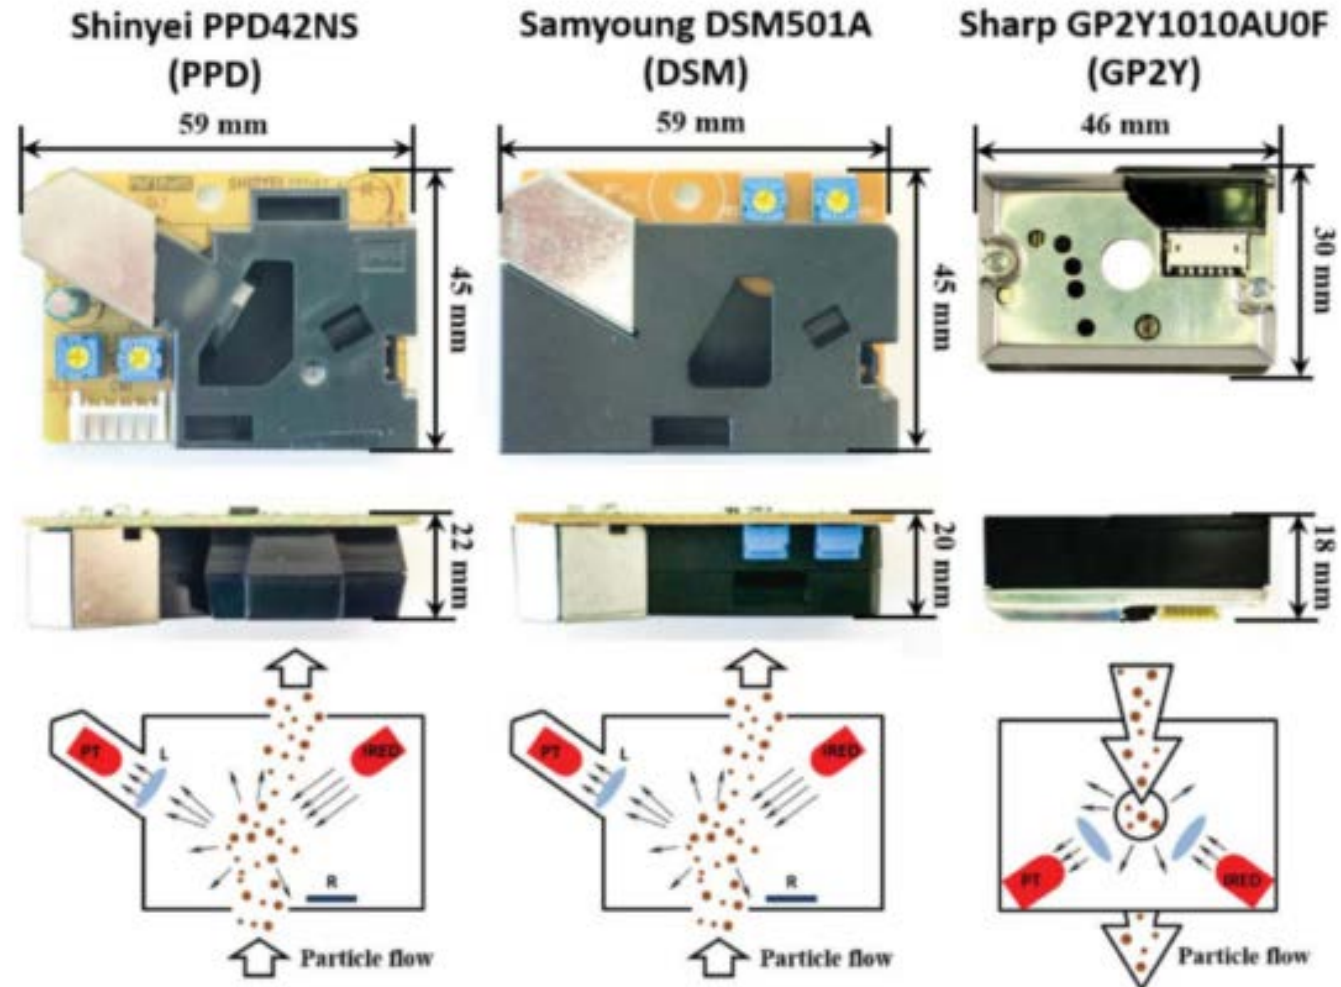 Shinyei PPD42NS
(PPD)
Samyoung DSM501A
(DSM)
Sharp GP2Y1010AU0F
(GP2Y)
59 mm
59 mm
46 mm
45 mm
45 mm
30 mm
22 mm
20 mm
18 mm
PT
L
IRED
R
Particle flow
PT
L
IRED
R
Particle flow
PT
IRED
Particle flow